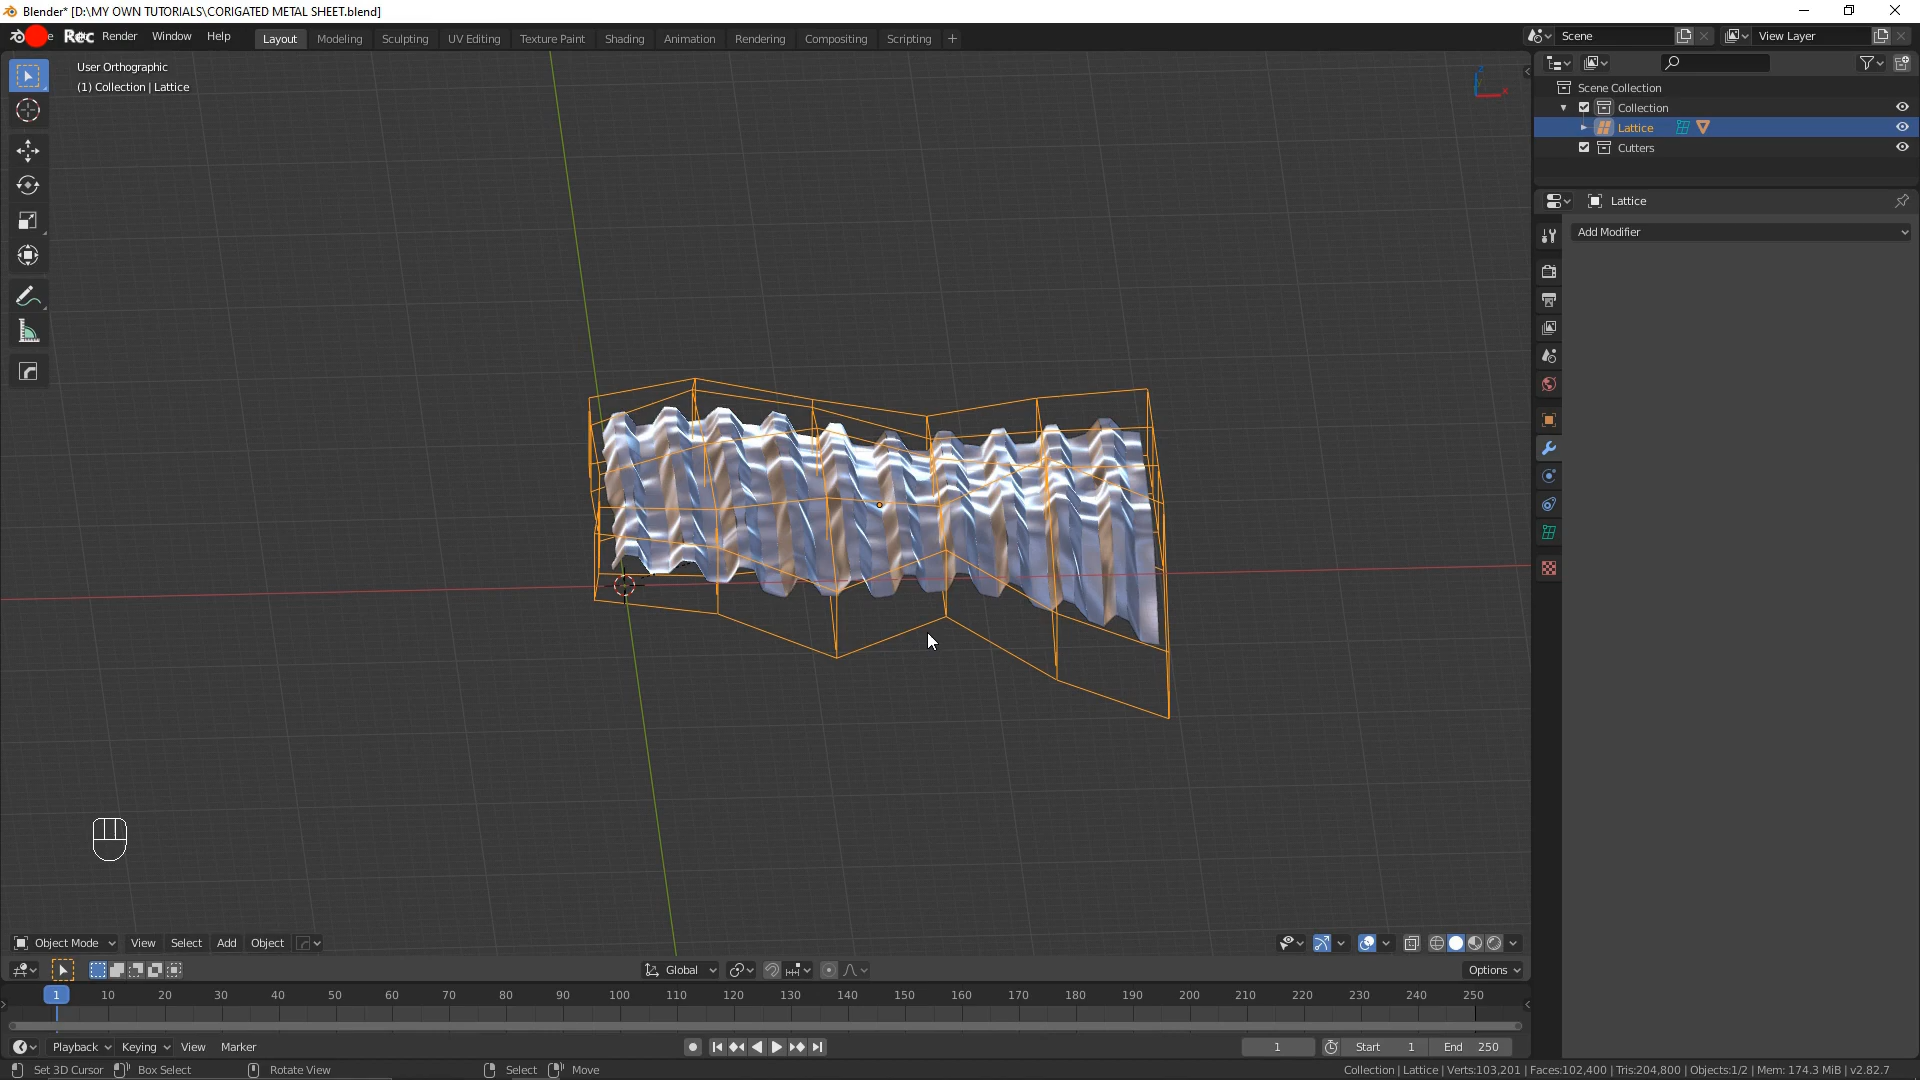 Blender* [D:\MY OWN TUTORIALS\CORIGATED METAL SHEET.blend]
Rec Render Window Help Layout Modeling Sculpting UV Editing Texture Paint Shading Animation Rendering Compositing Scripting Scene View Layer
User Orthographic
(1) Collection | Lattice
Z
X
Scene Collection
Collection
Lattice
Cutters
Lattice
Add Modifier
Object Mode View Select Add Object
Global Options
1 10 20 30 40 50 60 70 80 90 100 110 120 130 140 150 160 170 180 190 200 210 220 230 240 250
Playback Keying View Marker 1 Start 1 End 250
Set 3D Cursor Box Select Rotate View Select Move Collection | Lattice | Verts:103,201 | Faces:102,400 | Tris:204,800 | Objects:1/2 | Mem: 174.3 MiB | v2.82.7